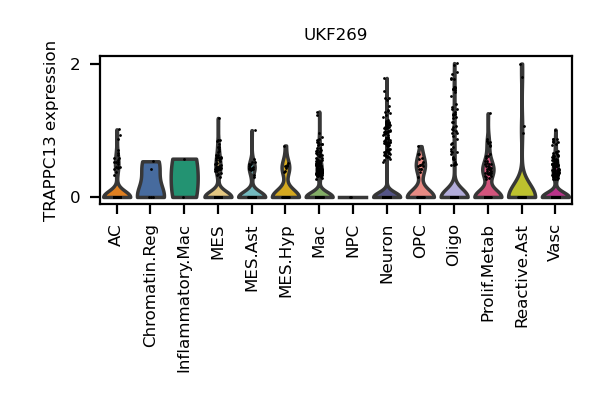 UKF269
TRAPPC13 expression
2
0
AC
Chromatin.Reg
Inflammatory.Mac
MES
MES.Ast
MES.Hyp
Mac
NPC
Neuron
OPC
Oligo
Prolif.Metab
Reactive.Ast
Vasc